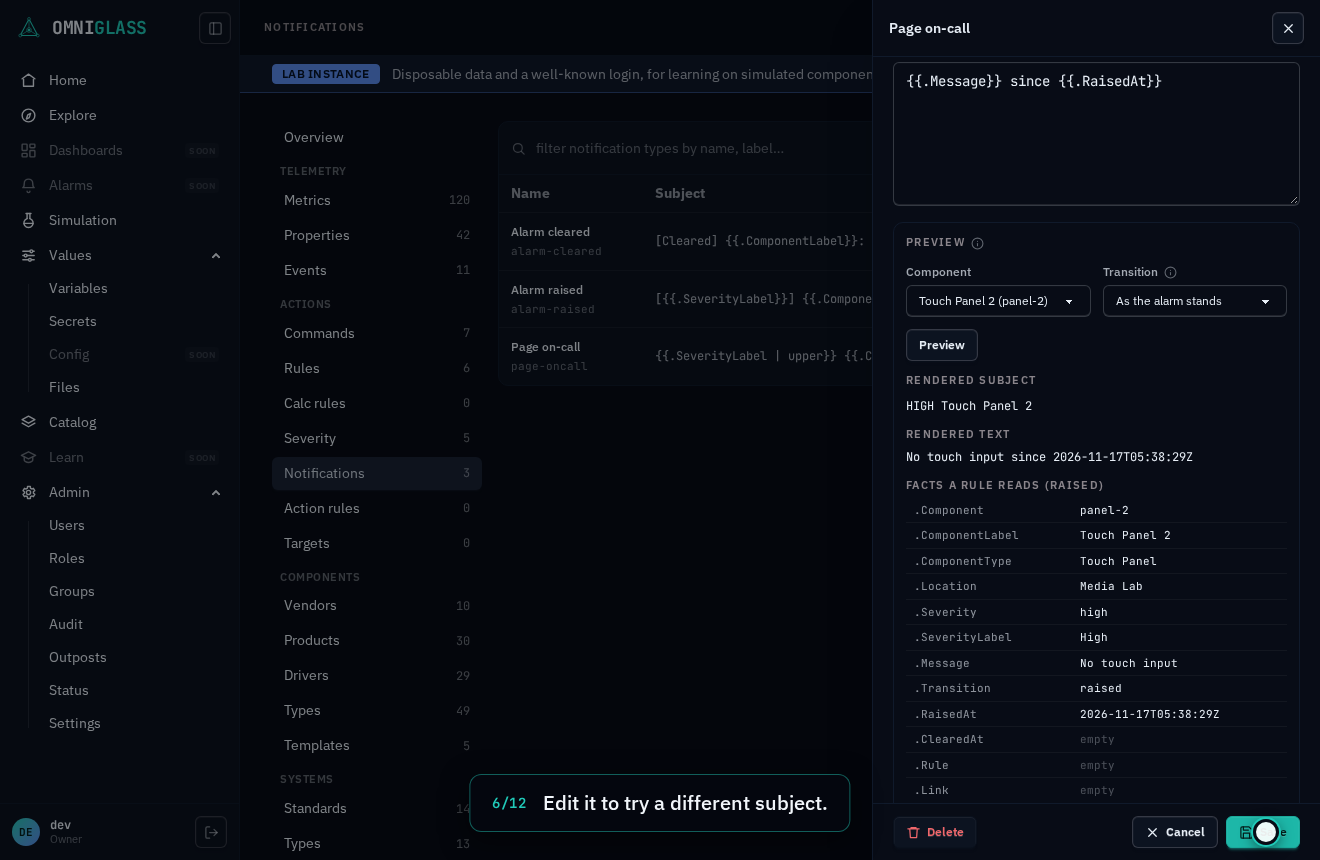 OMNIGLASS
Home
Explore
Dashboards SOON
Alarms SOON
Simulation
Values
Variables
Secrets
Config SOON
Files
Catalog
Learn SOON
Admin
Users
Roles
Groups
Audit
Outposts
Status
Settings
DE dev
Owner
NOTIFICATIONS
LAB INSTANCE Disposable data and a well-known login, for learning on simulated componen
Overview
TELEMETRY
Metrics 120
Properties 42
Events 11
ACTIONS
Commands 7
Rules 6
Calc rules 0
Severity 5
Notifications 3
Action rules 0
Targets 0
COMPONENTS
Vendors 10
Products 30
Drivers 29
Types 49
Templates 5
SYSTEMS
Standards 14
Types 13
filter notification types by name, label...
Name Subject
Alarm cleared [Cleared] {{.ComponentLabel}}:
alarm-cleared
Alarm raised [{{.SeverityLabel}}] {{.Compone
alarm-raised
Page on-call {{.SeverityLabel | upper}} {{.C
page-oncall
6/12 Edit it to try a different subject.
Page on-call
{{.Message}} since {{.RaisedAt}}
PREVIEW
Component Transition
Touch Panel 2 (panel-2) As the alarm stands
Preview
RENDERED SUBJECT
HIGH Touch Panel 2
RENDERED TEXT
No touch input since 2026-11-17T05:38:29Z
FACTS A RULE READS (RAISED)
.Component panel-2
.ComponentLabel Touch Panel 2
.ComponentType Touch Panel
.Location Media Lab
.Severity high
.SeverityLabel High
.Message No touch input
.Transition raised
.RaisedAt 2026-11-17T05:38:29Z
.ClearedAt empty
.Rule empty
.Link empty
Delete Cancel